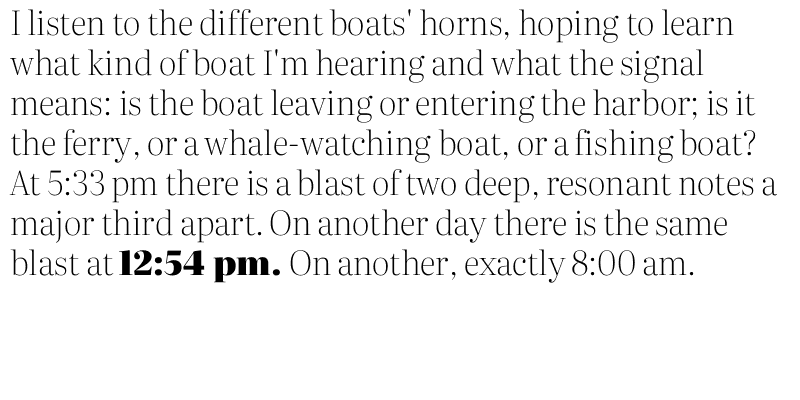 I listen to the different boats' horns, hoping to learn
what kind of boat I'm hearing and what the signal
means: is the boat leaving or entering the harbor; is it
the ferry, or a whale-watching boat, or a fishing boat?
At 5:33 pm there is a blast of two deep, resonant notes a
major third apart. On another day there is the same
blast at 12:54 pm. On another, exactly 8:00 am.